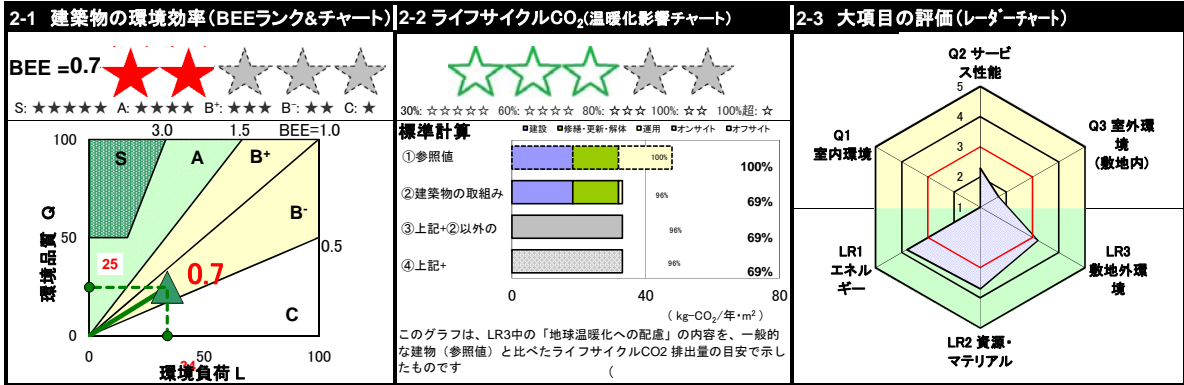 2-1 建築物の環境効率(BEEランク&チャート)
BEE =0.7
S: ★★★★★ A: ★★★★ B+: ★★★ B-: ★★ C: ★
3.0 1.5 BEE=1.0
100
50
0
環境品質 Q
S
A
B+
B-
0.5
25
0.7
C
0 50 100
34
環境負荷 L
2-2 ライフサイクルCO2(温暖化影響チャート)
30%: ☆☆☆☆☆ 60%: ☆☆☆☆ 80%: ☆☆☆ 100%: ☆☆ 100%超: ☆
標準計算
■建設 ■修繕・更新・解体 □運用 ■オンサイト ■オフサイト
①参照値 100% 100%
②建築物の取組み 96% 69%
③上記+②以外の 96% 69%
④上記+ 96% 69%
0 40 80
( kg-CO2/年・m2 )
このグラフは、LR3中の「地球温暖化への配慮」の内容を、一般的
な建物(参照値)と比べたライフサイクルCO2 排出量の目安で示し
たものです (
2-3 大項目の評価(レーダーチャート)
Q2 サービ
ス性能
5
4
3
2
1
Q1
室内環境
Q3 室外環
境
(敷地内)
LR1
エネル
ギー
LR3
敷地外環
境
LR2 資源・
マテリアル